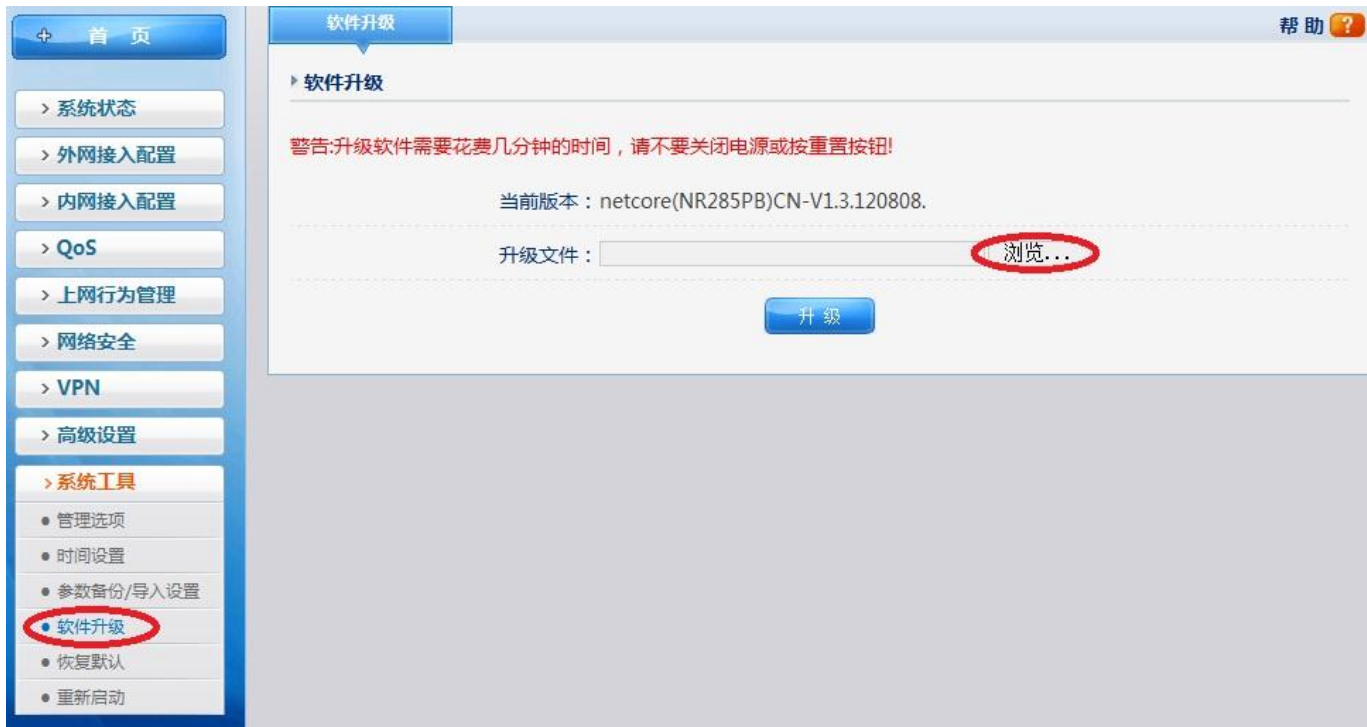 首 页
系统状态
外网接入配置
内网接入配置
QoS
上网行为管理
网络安全
VPN
高级设置
系统工具
管理选项
时间设置
参数备份/导入设置
软件升级
恢复默认
重新启动
软件升级
帮助 ?
软件升级
警告:升级软件需要花费几分钟的时间，请不要关闭电源或按重置按钮!
当前版本：netcore(NR285PB)CN-V1.3.120808.
升级文件： 浏览...
升 级